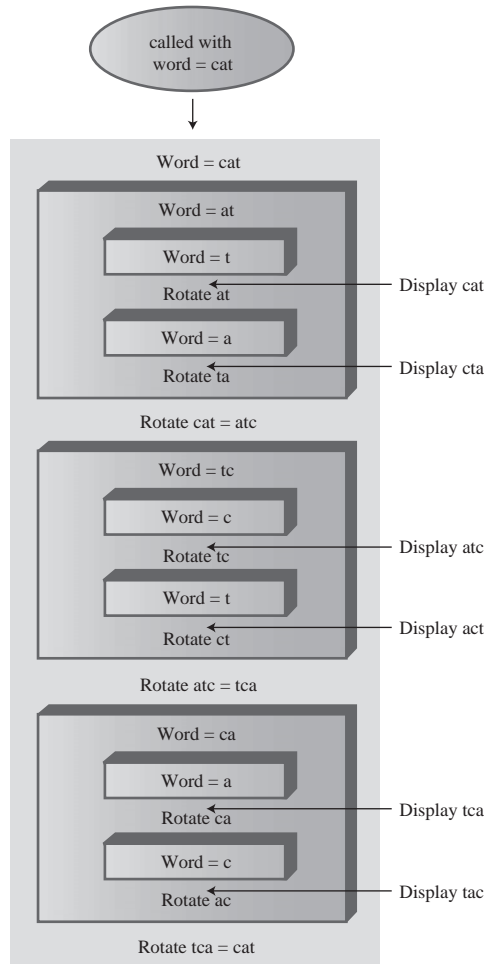 called with
word = cat
Word = cat
Word = at
Word = t
Display cat
Rotate at
Word = a
Display cta
Rotate ta
Rotate cat = atc
Word = tc
Word = c
Display atc
Rotate tc
Word = t
Display act
Rotate ct
Rotate atc = tca
Word = ca
Word = a
Display tca
Rotate ca
Word = c
Display tac
Rotate ac
Rotate tca = cat